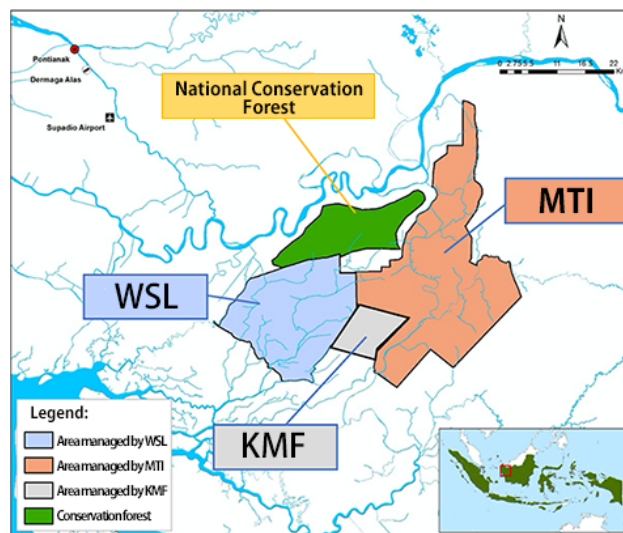 N
Pontianak
Dermaga Alas
Supadio Airport
National Conservation
Forest
MTI
WSL
KMF
Legend:
Area managed by WSL
Area managed by MTI
Area managed by KMF
Conservation forest